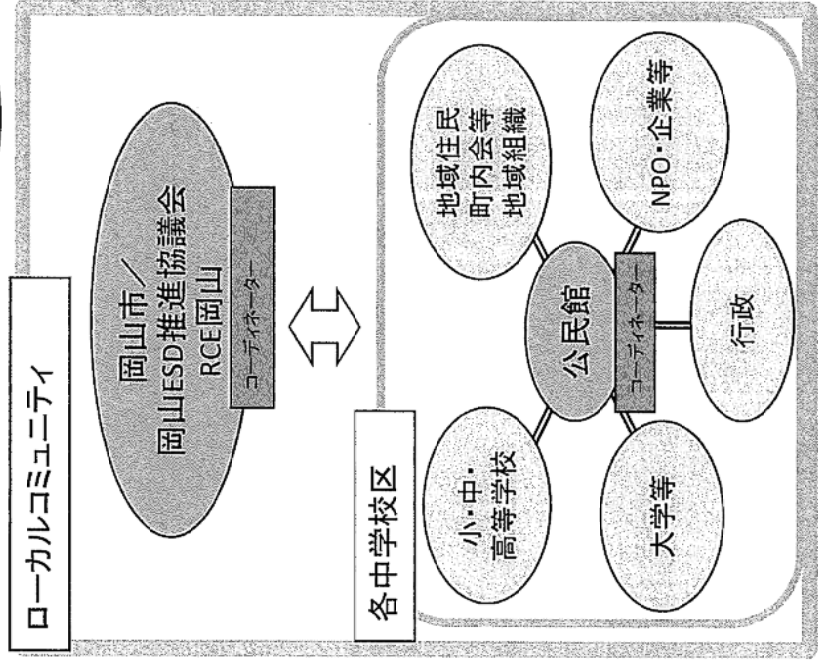 ローカルコミュニティ
岡山市／
岡山ESD推進協議会
RCE岡山
コーディネーター
各中学校区
小・中・
高等学校
地域住民
町内会等
地域組織
公民館
コーディネーター
大学等
行政
NPO・企業等